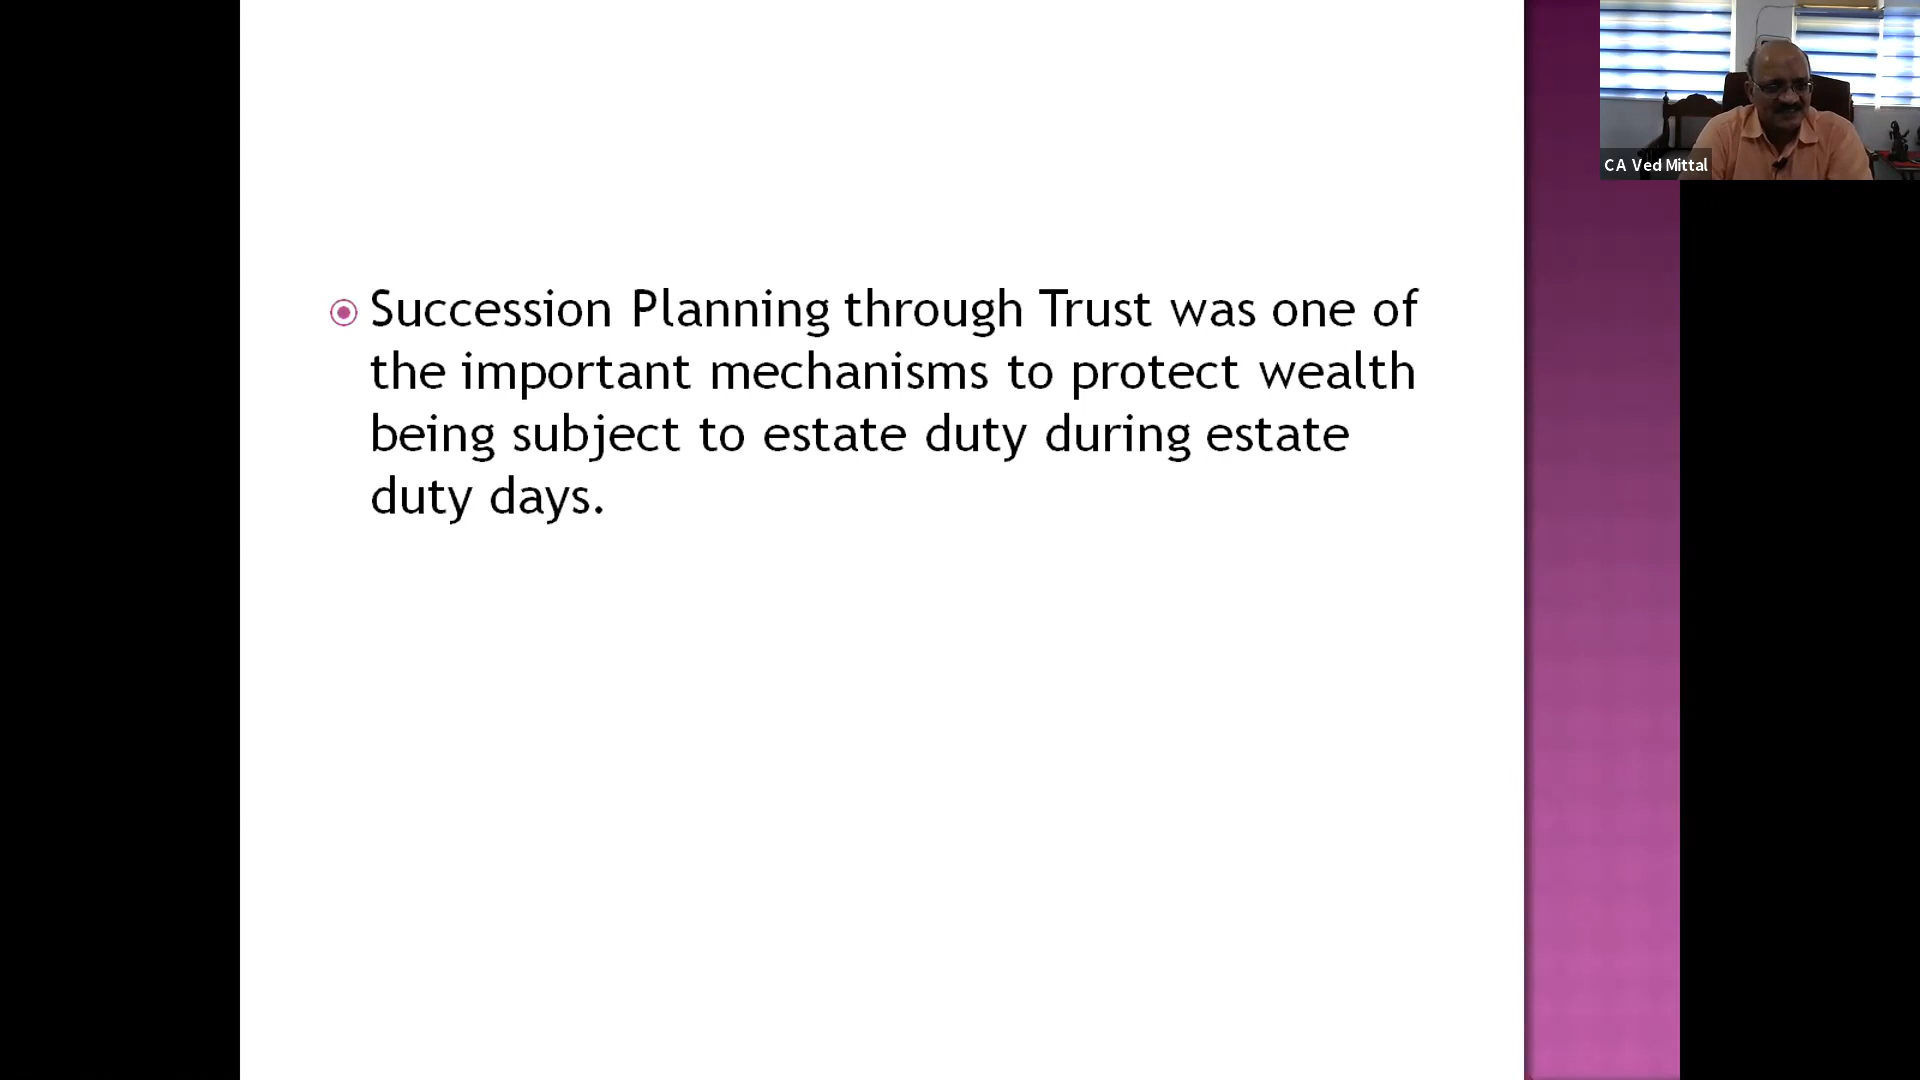 Succession Planning through Trust was one of
the important mechanisms to protect wealth
being subject to estate duty during estate
duty days.
CA Ved Mittal